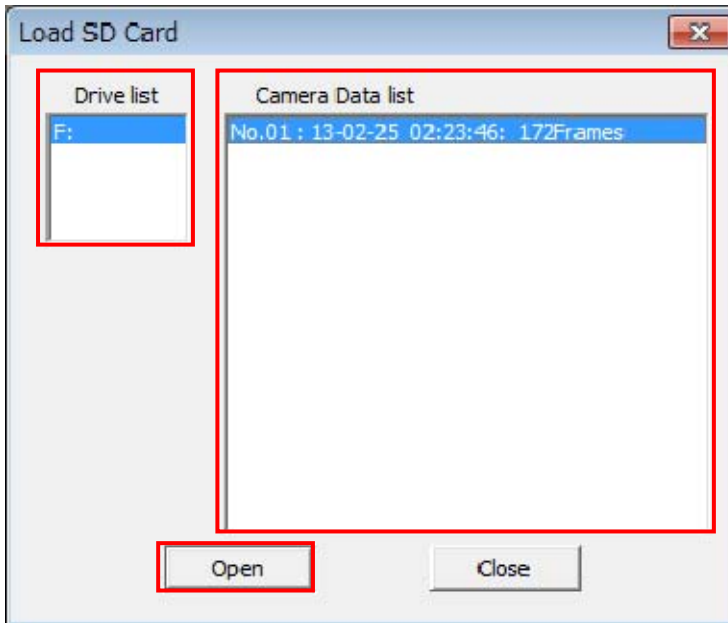 Load SD Card
Drive list
Camera Data list
F:
No.01 : 13-02-25 02:23:46: 172Frames
Open
Close